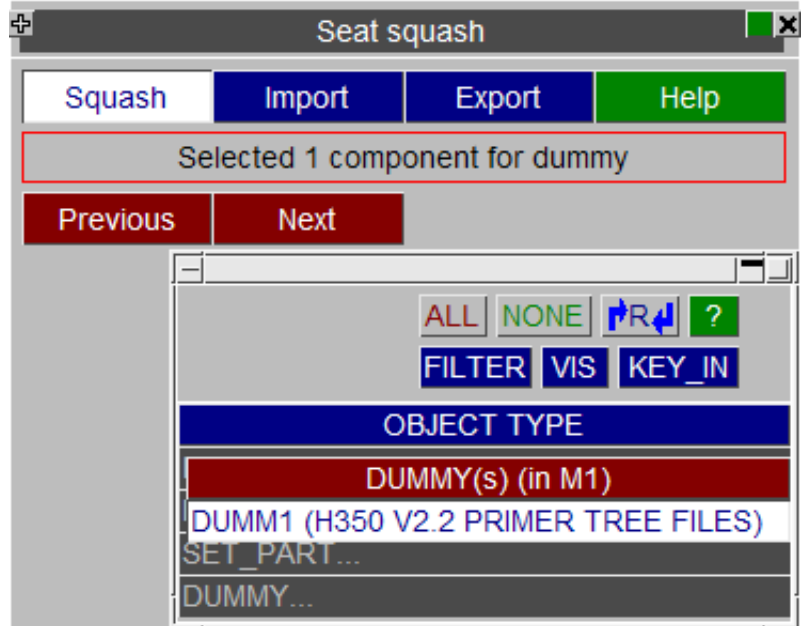 Seat squash
Squash Import Export Help
Selected 1 component for dummy
Previous Next
ALL NONE R ?
FILTER VIS KEY_IN
OBJECT TYPE
DUMMY(s) (in M1)
DUMM1 (H350 V2.2 PRIMER TREE FILES)
SET_PART...
DUMMY...